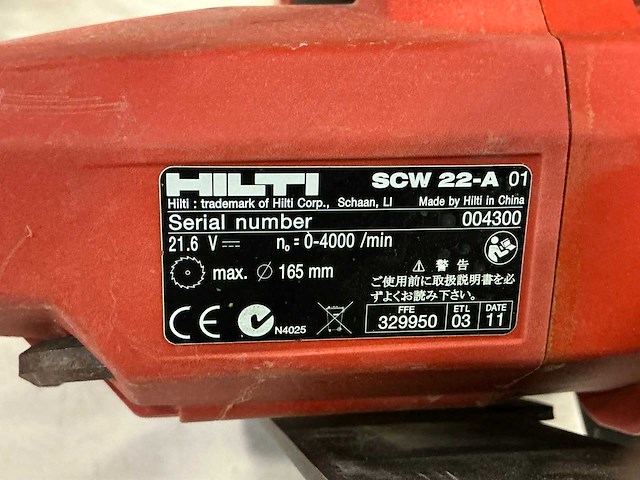 HILTI SCW 22-A 01
Hilti : trademark of Hilti Corp., Schaan, LI Made by Hilti in China
Serial number 004300
21.6 V ⎓ n₀ = 0-4000 /min
max. ∅ 165 mm
⚠ 警告
ご使用前に取扱説明書を必
ずよくお読み下さい。
CE N4025
FFE ETL DATE
329950 03 11